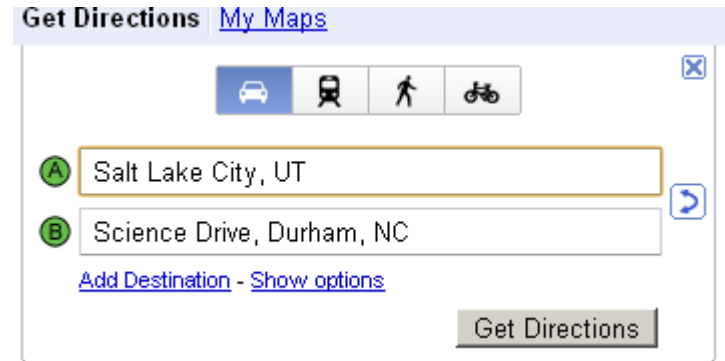 Get Directions My Maps
A Salt Lake City, UT
B Science Drive, Durham, NC
Add Destination - Show options
Get Directions